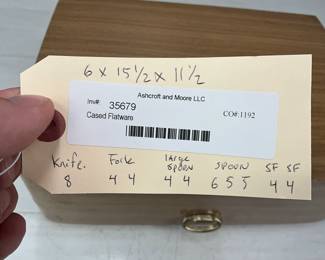 6 x 15 1/2 x 11 1/2
Ashcroft and Moore LLC
Inv#: 35679 CO#:1192
Cased Flatware
Knife. Fork large Spoon SPOON SF SF
8 4 4 4 4 6 5 5 4 4